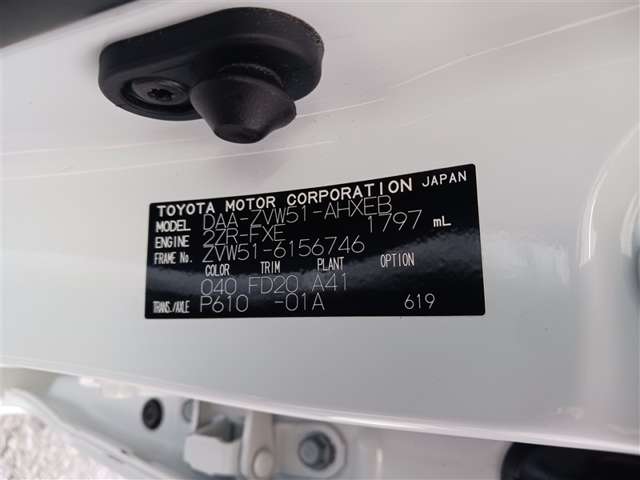 TOYOTA MOTOR CORPORATION JAPAN
MODEL DAA-ZVW51-AHXEB
ENGINE 2ZR-FXE 1797 mL
FRAME No. ZVW51-6156746
COLOR TRIM PLANT OPTION
040 FD20 A41
TRANS./AXLE P610 -01A 619